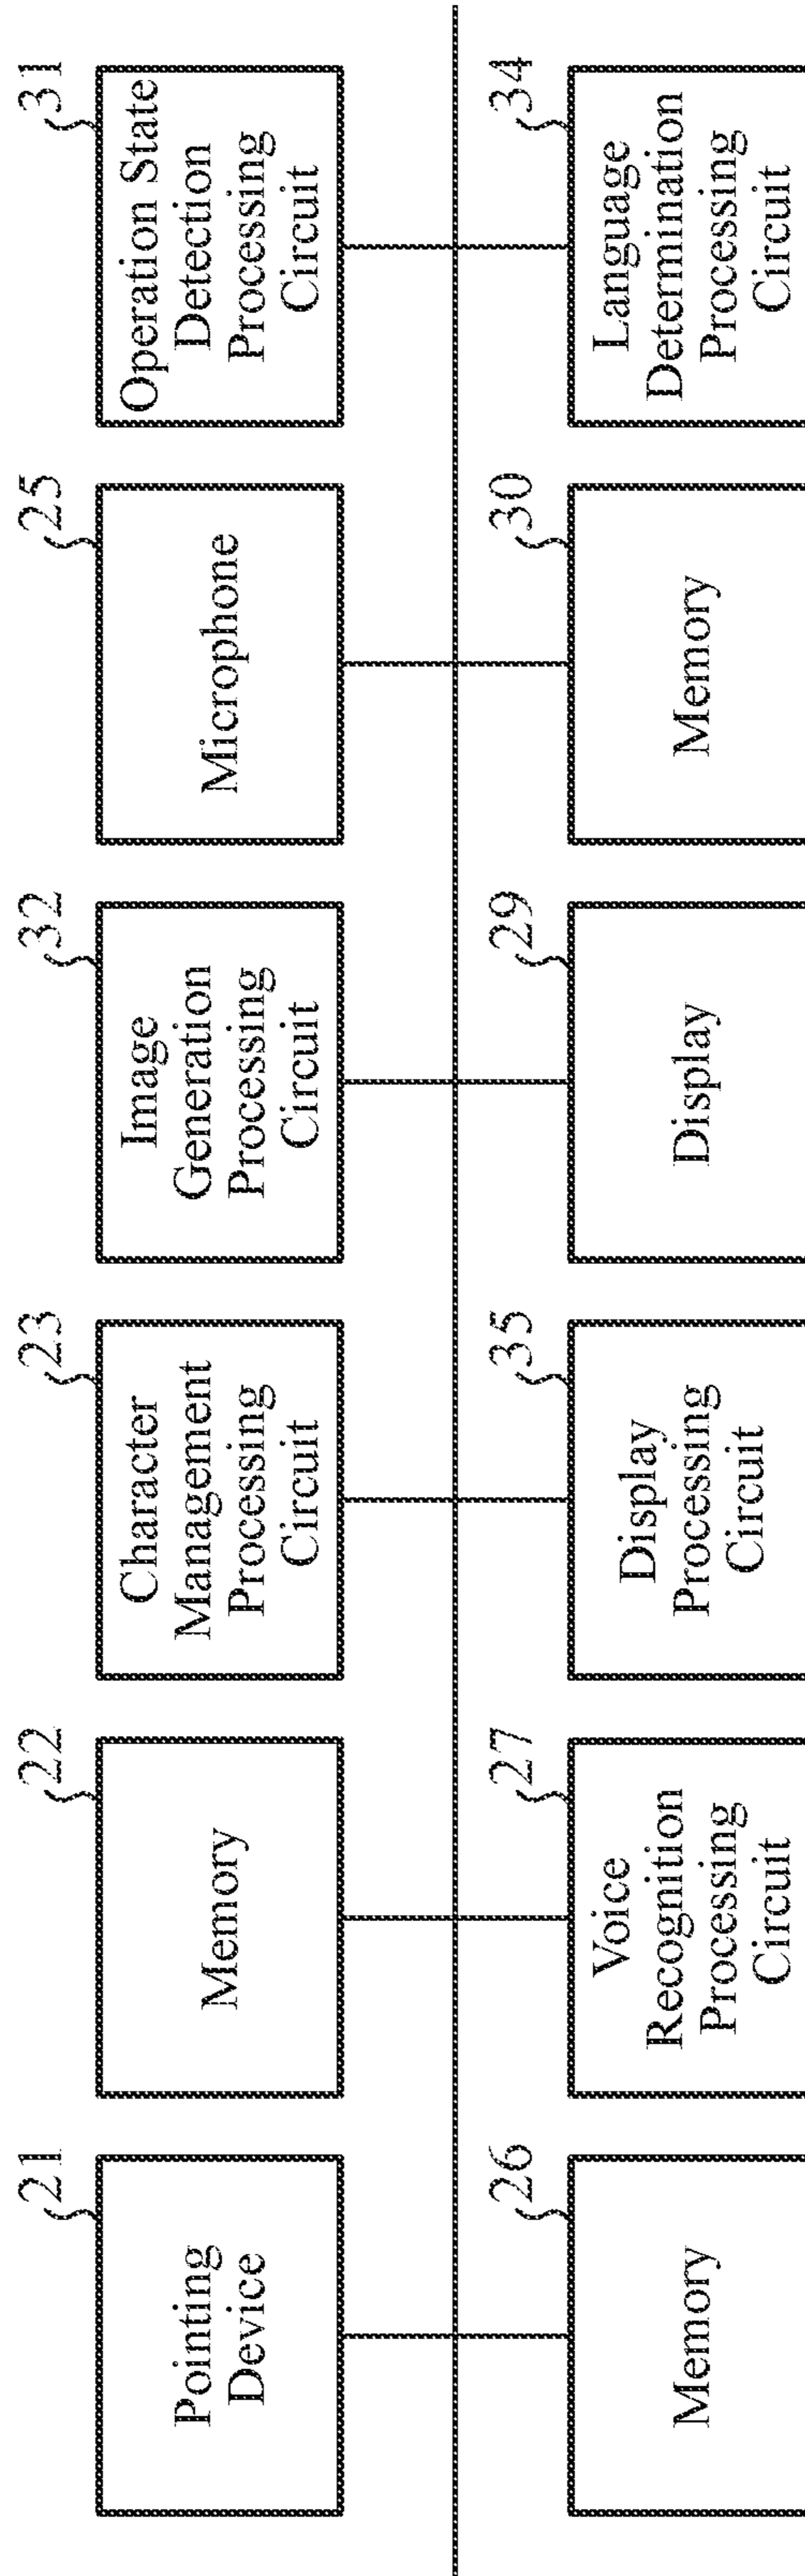 21
Pointing
Device
22
Memory
23
Character
Management
Processing
Circuit
32
Image
Generation
Processing
Circuit
25
Microphone
31
Operation State
Detection
Processing
Circuit
26
Memory
27
Voice
Recognition
Processing
Circuit
35
Display
Processing
Circuit
29
Display
30
Memory
34
Language
Determination
Processing
Circuit